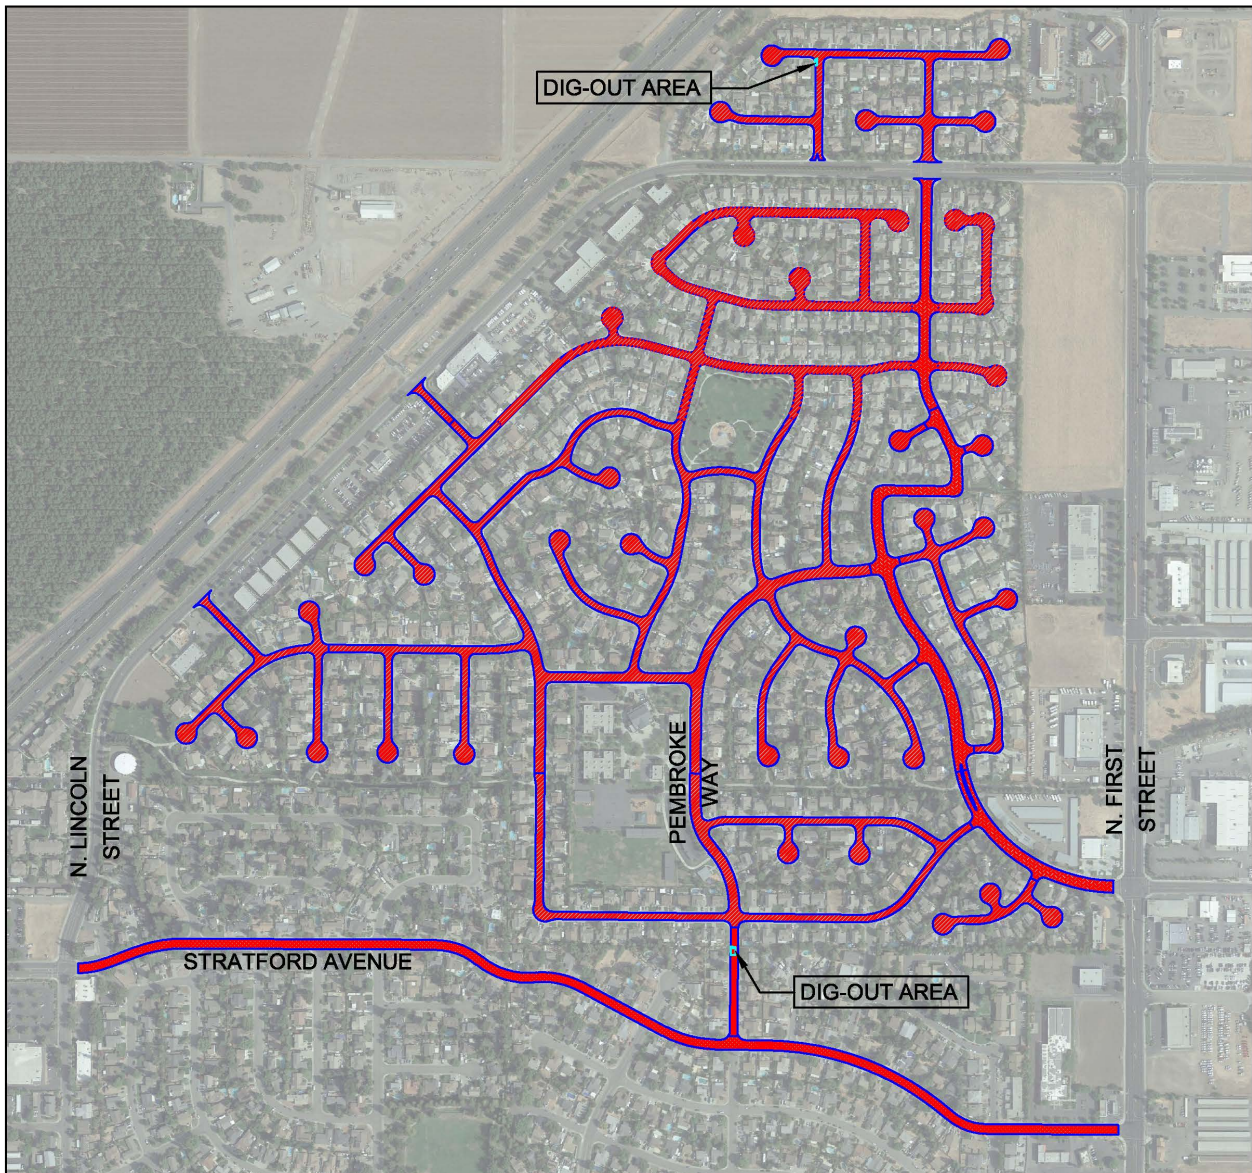 DIG-OUT AREA
PEMBROKE
WAY
N. LINCOLN
STREET
N. FIRST
STREET
STRATFORD AVENUE
DIG-OUT AREA